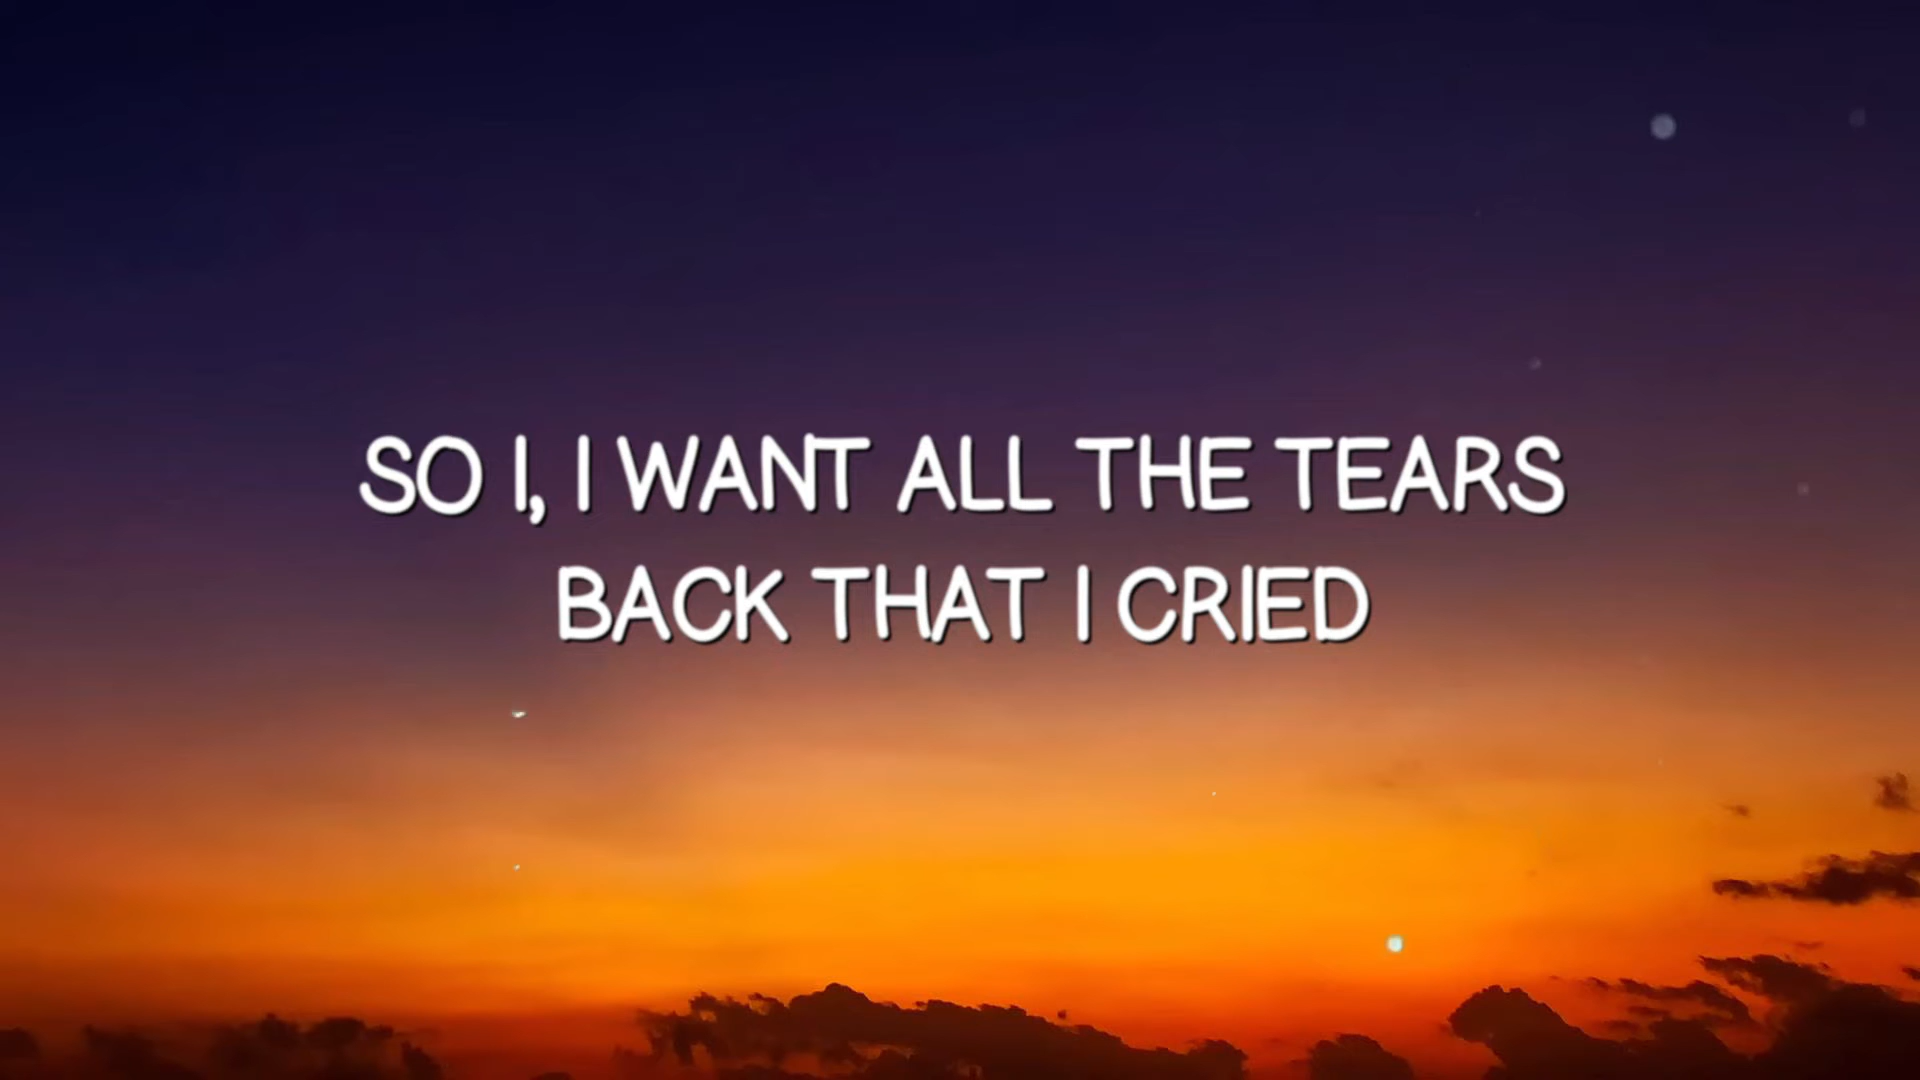 SO I, I WANT ALL THE TEARS
BACK THAT I CRIED